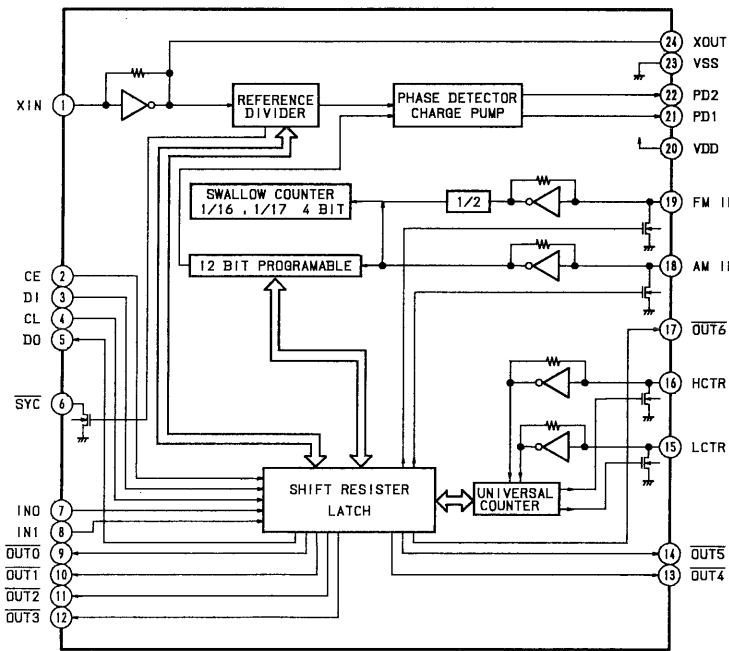 24 XOUT
23 VSS
XIN 1
REFERENCE
DIVIDER
PHASE DETECTOR
CHARGE PUMP
22 PD2
21 PD1
20 VDD
SWALLOW COUNTER
1/16 , 1/17 4 BIT
1/2
19 FM II
12 BIT PROGRAMABLE
18 AM II
CE 2
DI 3
CL 4
DO 5
17 OUT6
SYC 6
16 HCTR
15 LCTR
SHIFT RESISTER
LATCH
UNIVERSAL
COUNTER
IN0 7
IN1 8
OUT0 9
OUT1 10
OUT2 11
OUT3 12
14 OUT5
13 OUT4